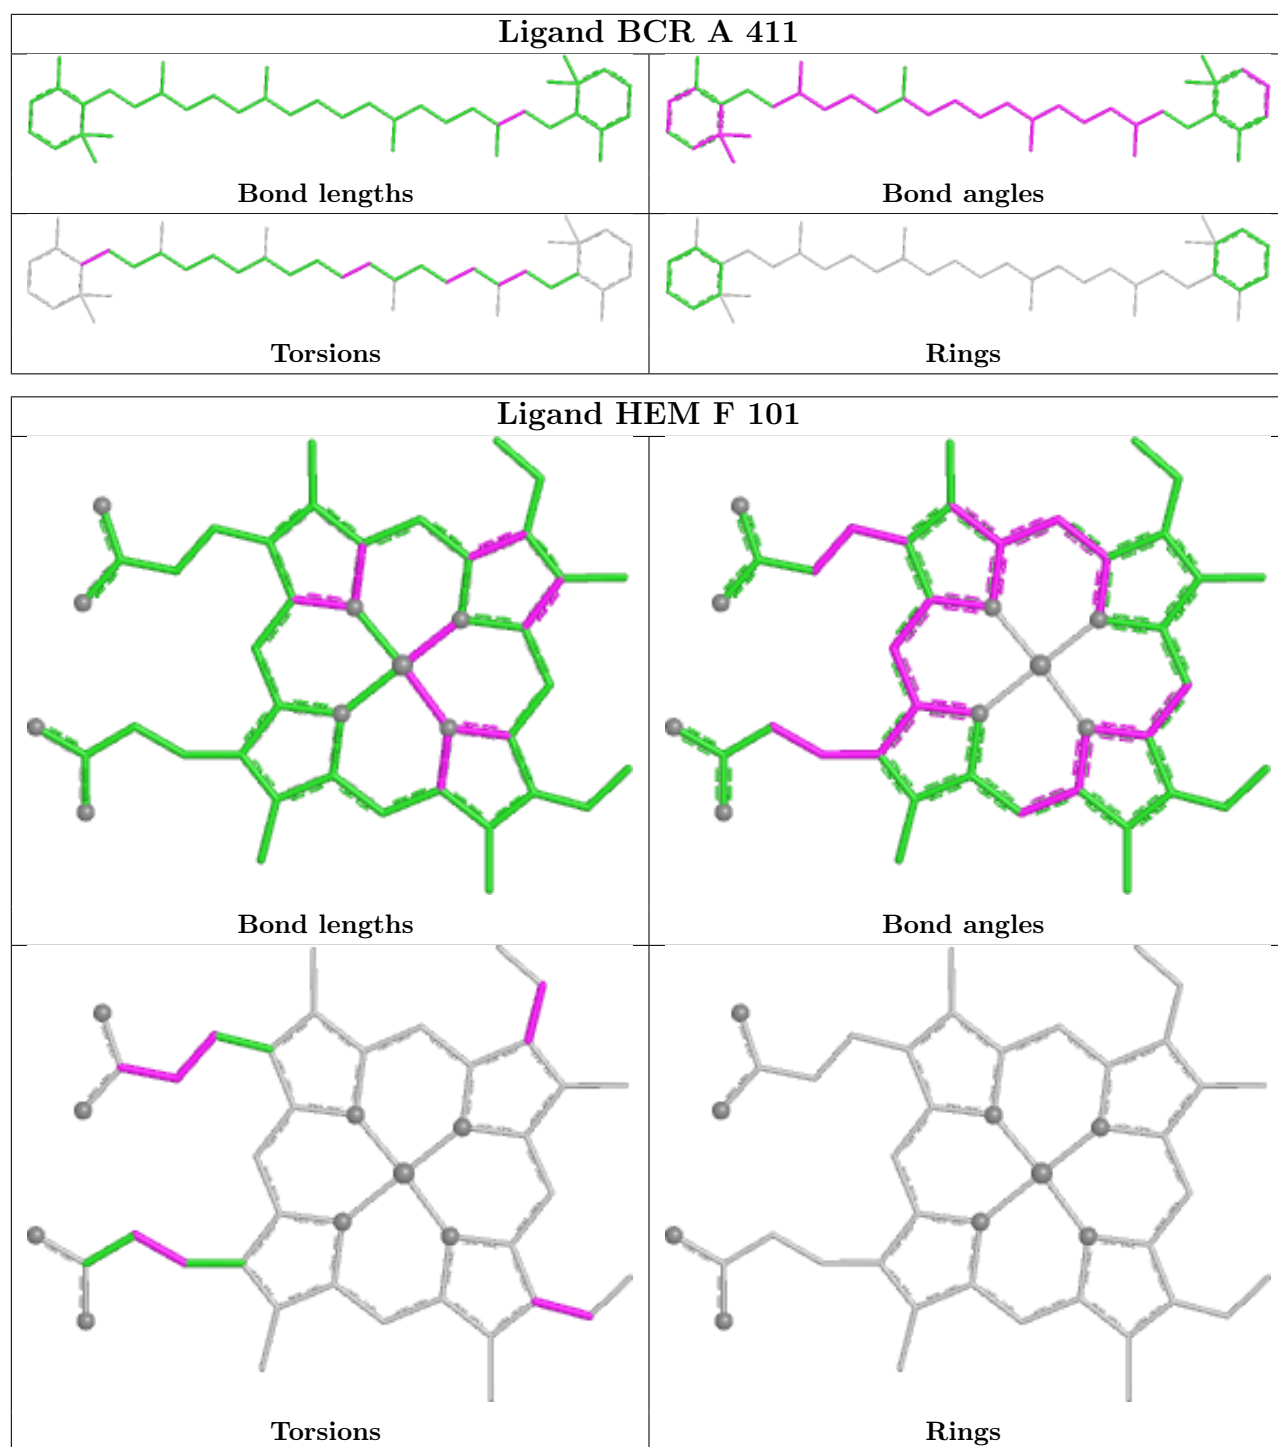 Ligand BCR A 411
Bond lengths
Bond angles
Torsions
Rings
Ligand HEM F 101
Bond lengths
Bond angles
Torsions
Rings